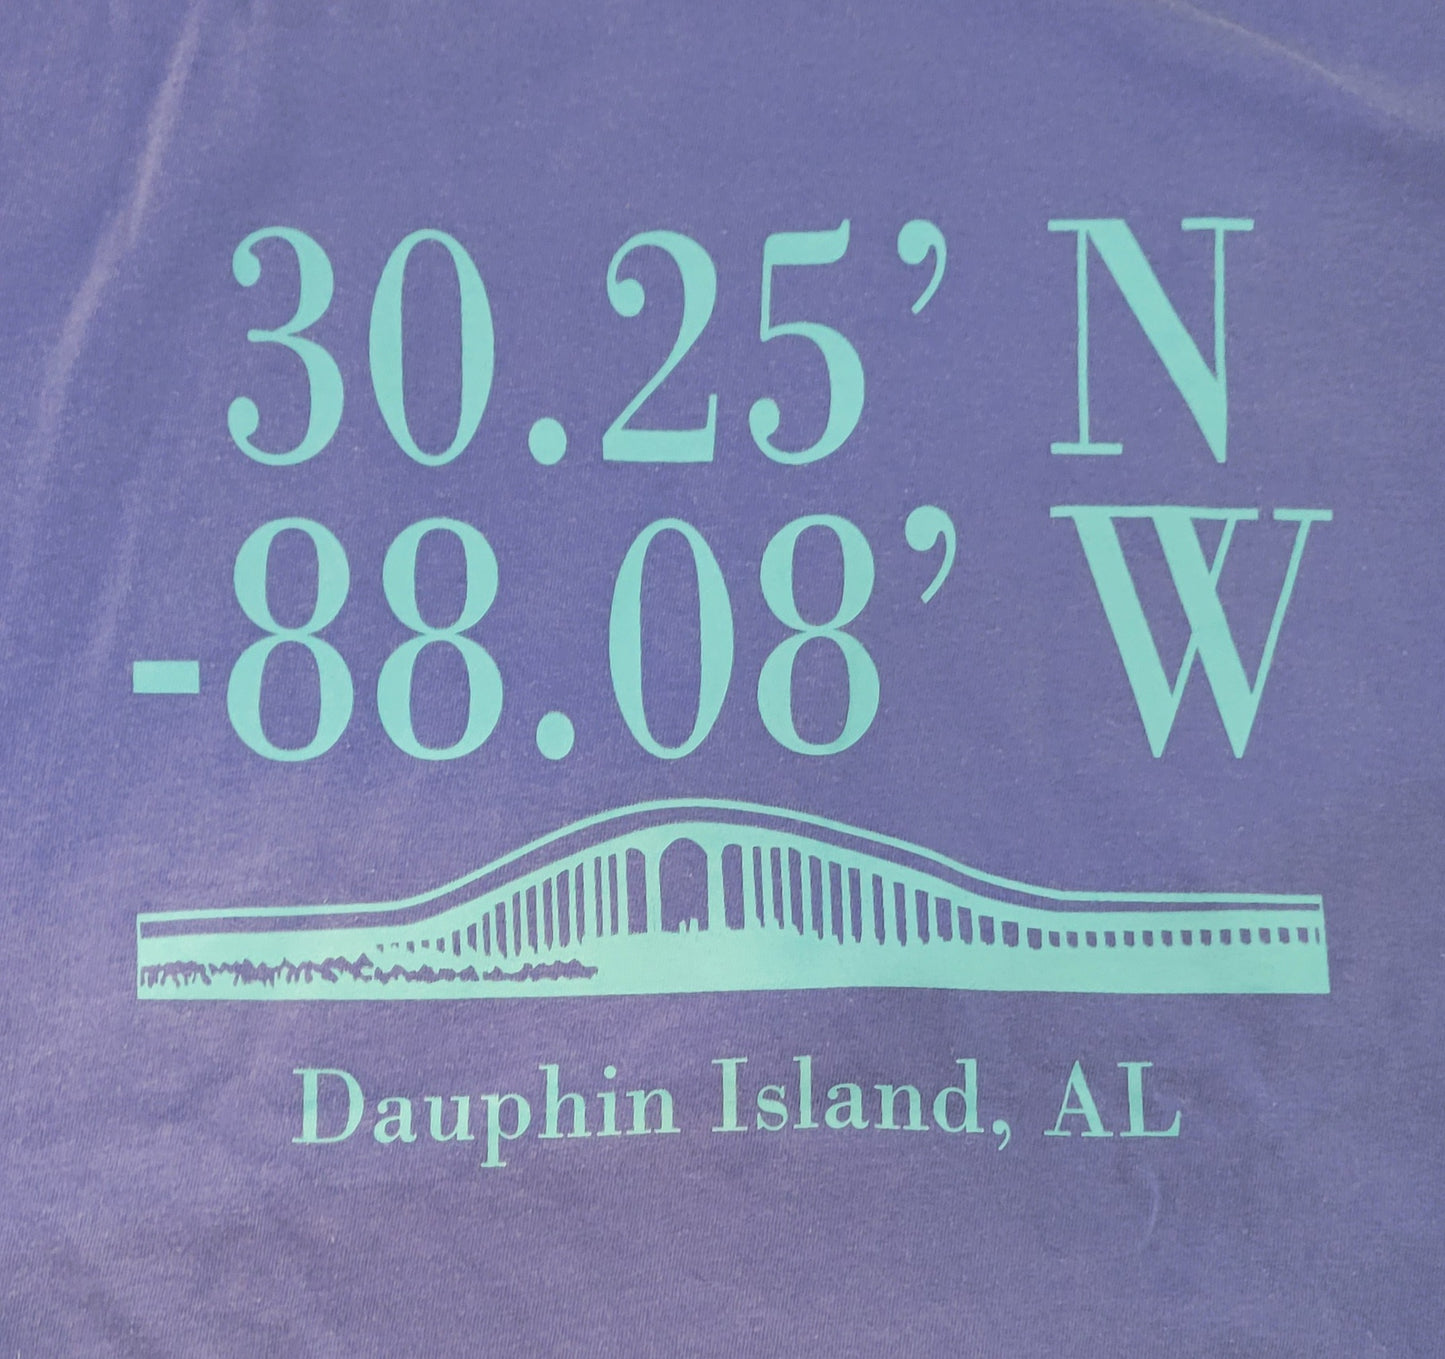 30.25’ N
-88.08’ W
Dauphin Island, AL